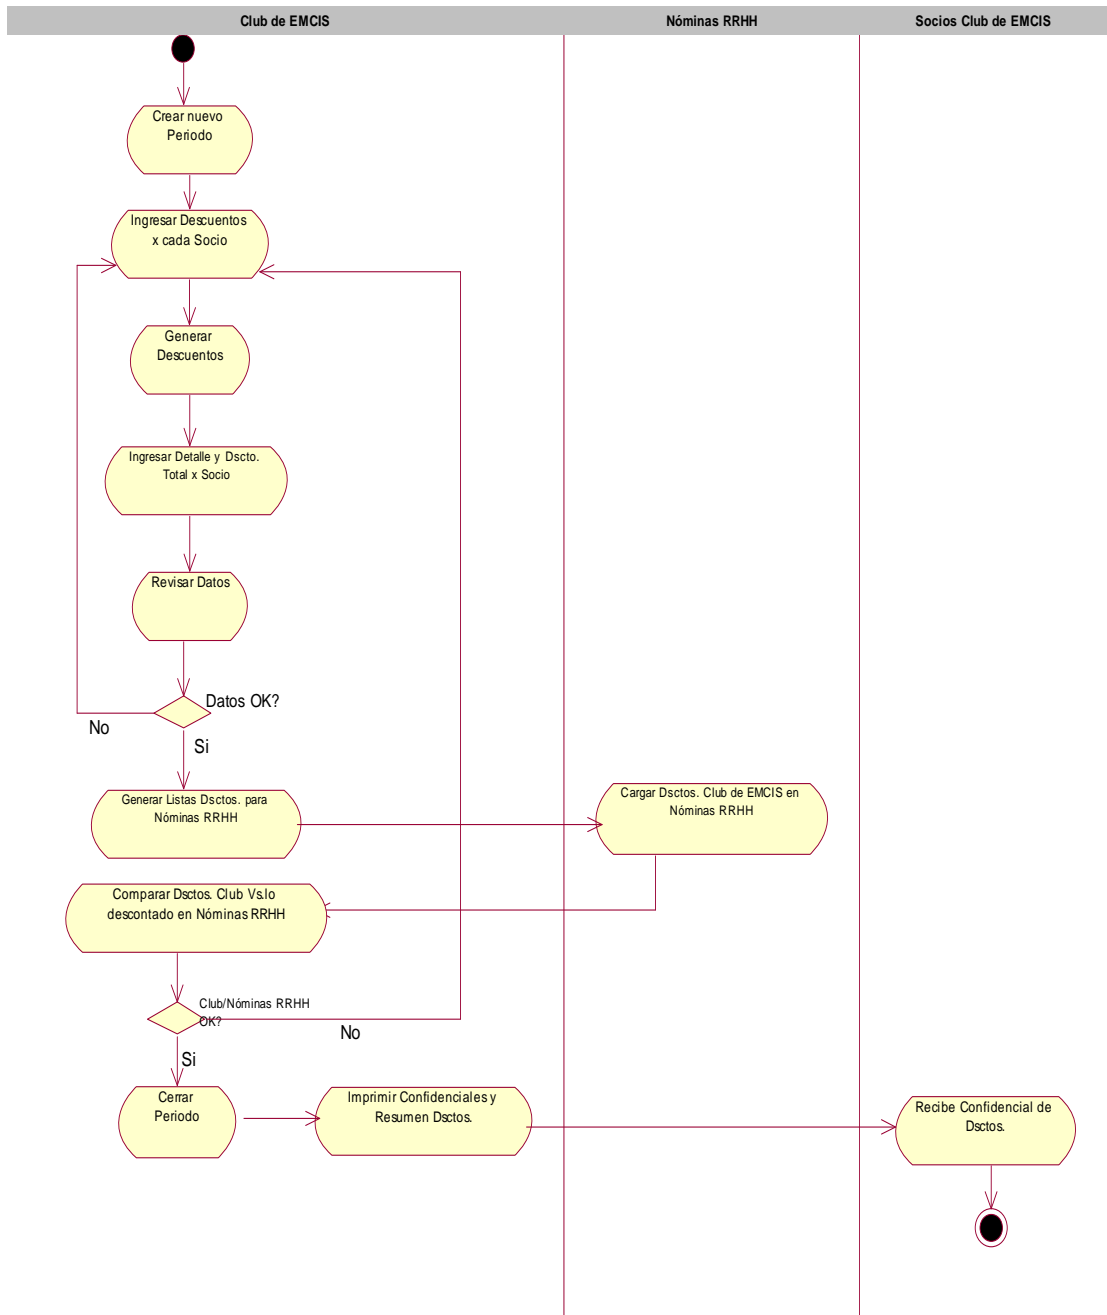 Club de EMCIS
Nóminas RRHH
Socios Club de EMCIS
Crear nuevo
Periodo
Ingresar Descuentos
x cada Socio
Generar
Descuentos
Ingresar Detalle y Dscto.
Total x Socio
Revisar Datos
Datos OK?
No
Si
Generar Listas Dsctos. para
Nóminas RRHH
Cargar Dsctos. Club de EMCIS en
Nóminas RRHH
Comparar Dsctos. Club Vs.lo
descontado en Nóminas RRHH
Club/Nóminas RRHH
OK?
No
Si
Cerrar
Periodo
Imprimir Confidenciales y
Resumen Dsctos.
Recibe Confidencial de
Dsctos.